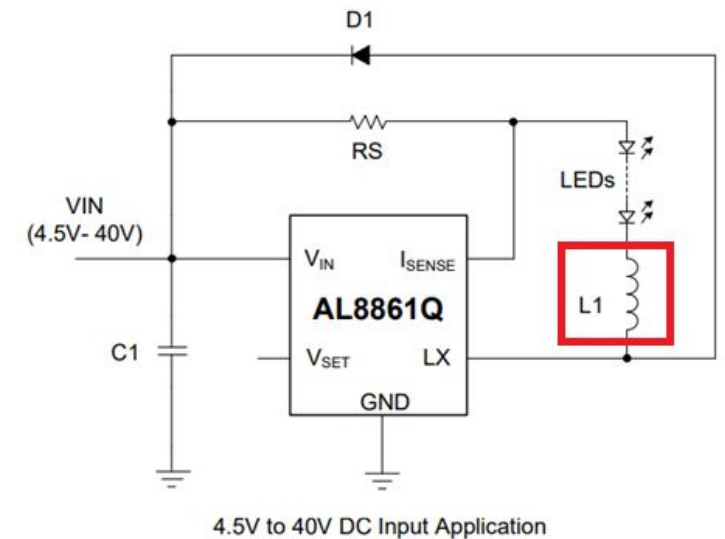 D1
RS
LEDs
VIN
(4.5V- 40V)
VIN
ISENSE
AL8861Q
L1
C1
VSET
LX
GND
4.5V to 40V DC Input Application